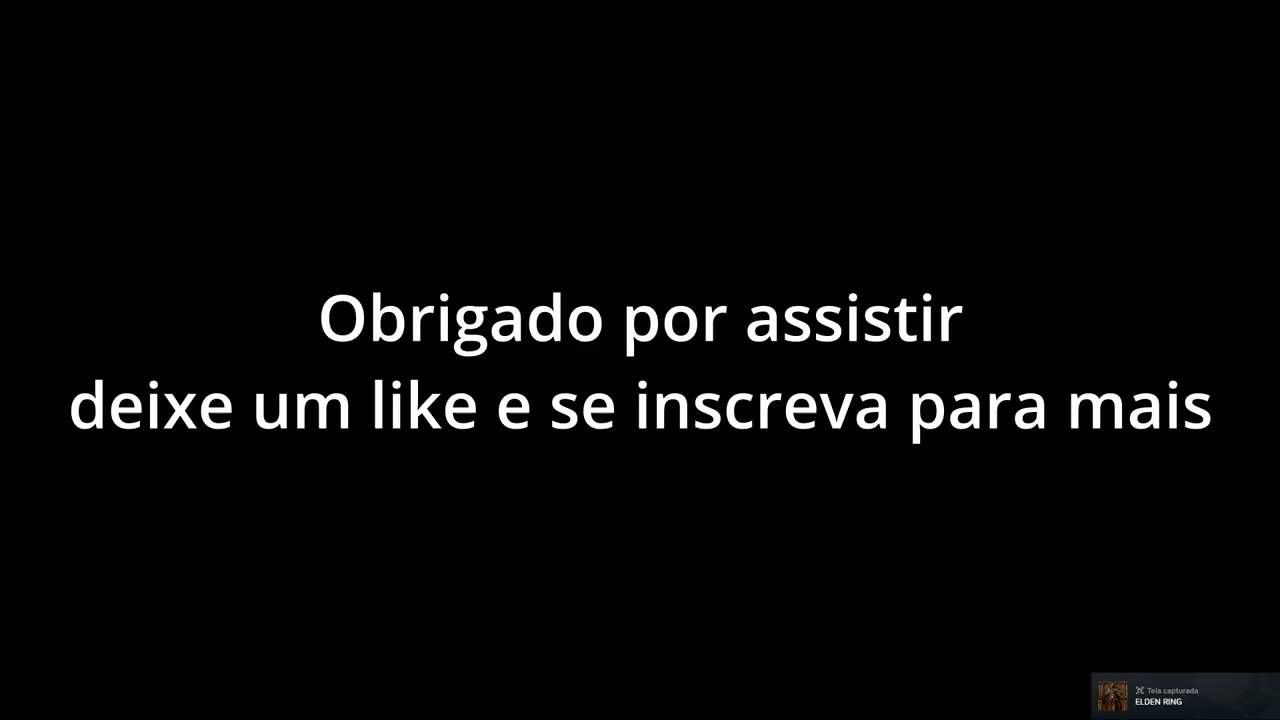 Obrigado por assistir
deixe um like e se inscreva para mais
Tela capturada
ELDEN RING